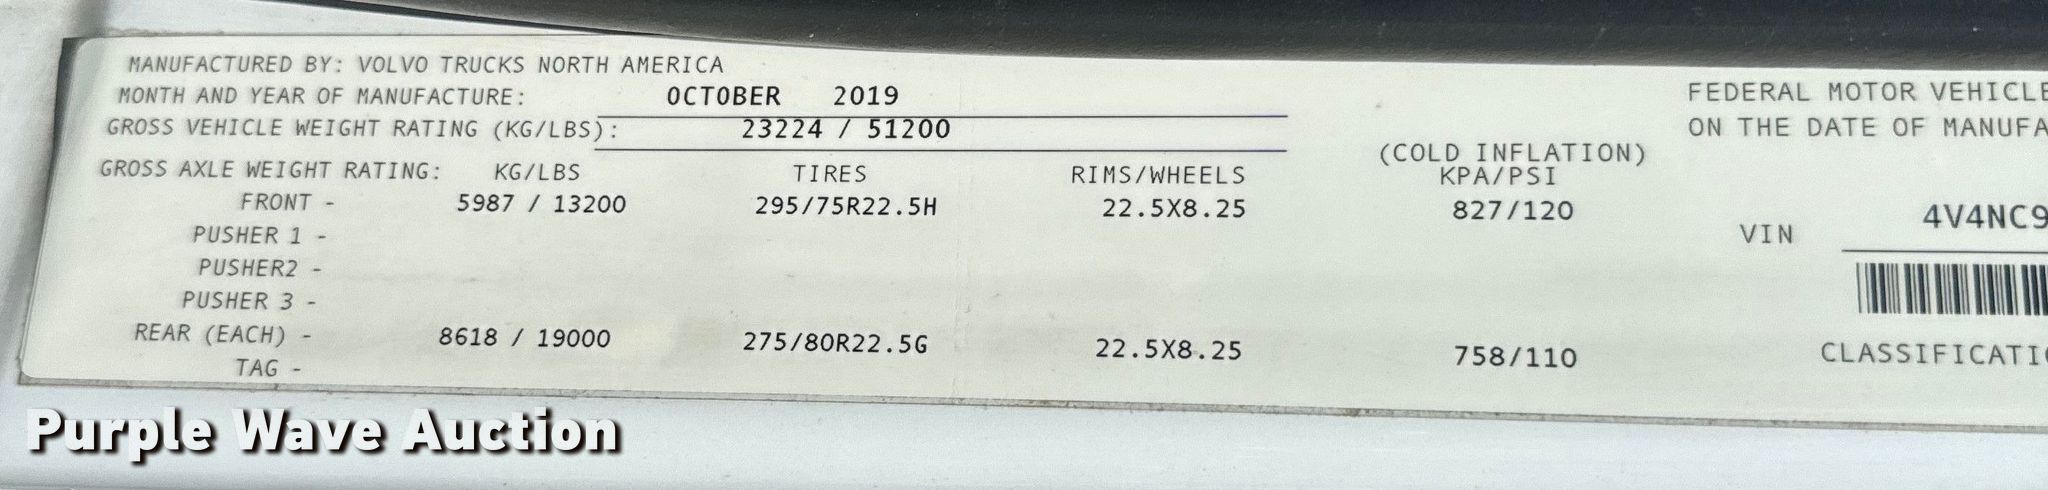 MANUFACTURED BY: VOLVO TRUCKS NORTH AMERICA
MONTH AND YEAR OF MANUFACTURE: OCTOBER 2019
GROSS VEHICLE WEIGHT RATING (KG/LBS): 23224 / 51200
GROSS AXLE WEIGHT RATING: KG/LBS TIRES RIMS/WHEELS (COLD INFLATION) KPA/PSI
FRONT - 5987 / 13200 295/75R22.5H 22.5X8.25 827/120
PUSHER 1 -
PUSHER2 -
PUSHER 3 -
REAR (EACH) - 8618 / 19000 275/80R22.5G 22.5X8.25 758/110
TAG -
FEDERAL MOTOR VEHICLE
ON THE DATE OF MANUFA
VIN 4V4NC9
CLASSIFICATI
Purple Wave Auction